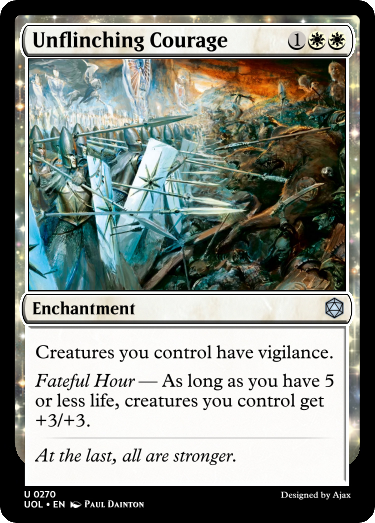 Unflinching Courage 1
Enchantment
Creatures you control have vigilance.
Fateful Hour — As long as you have 5
or less life, creatures you control get
+3/+3.
At the last, all are stronger.
U 0270
UOL • EN Paul Dainton
Designed by Ajax